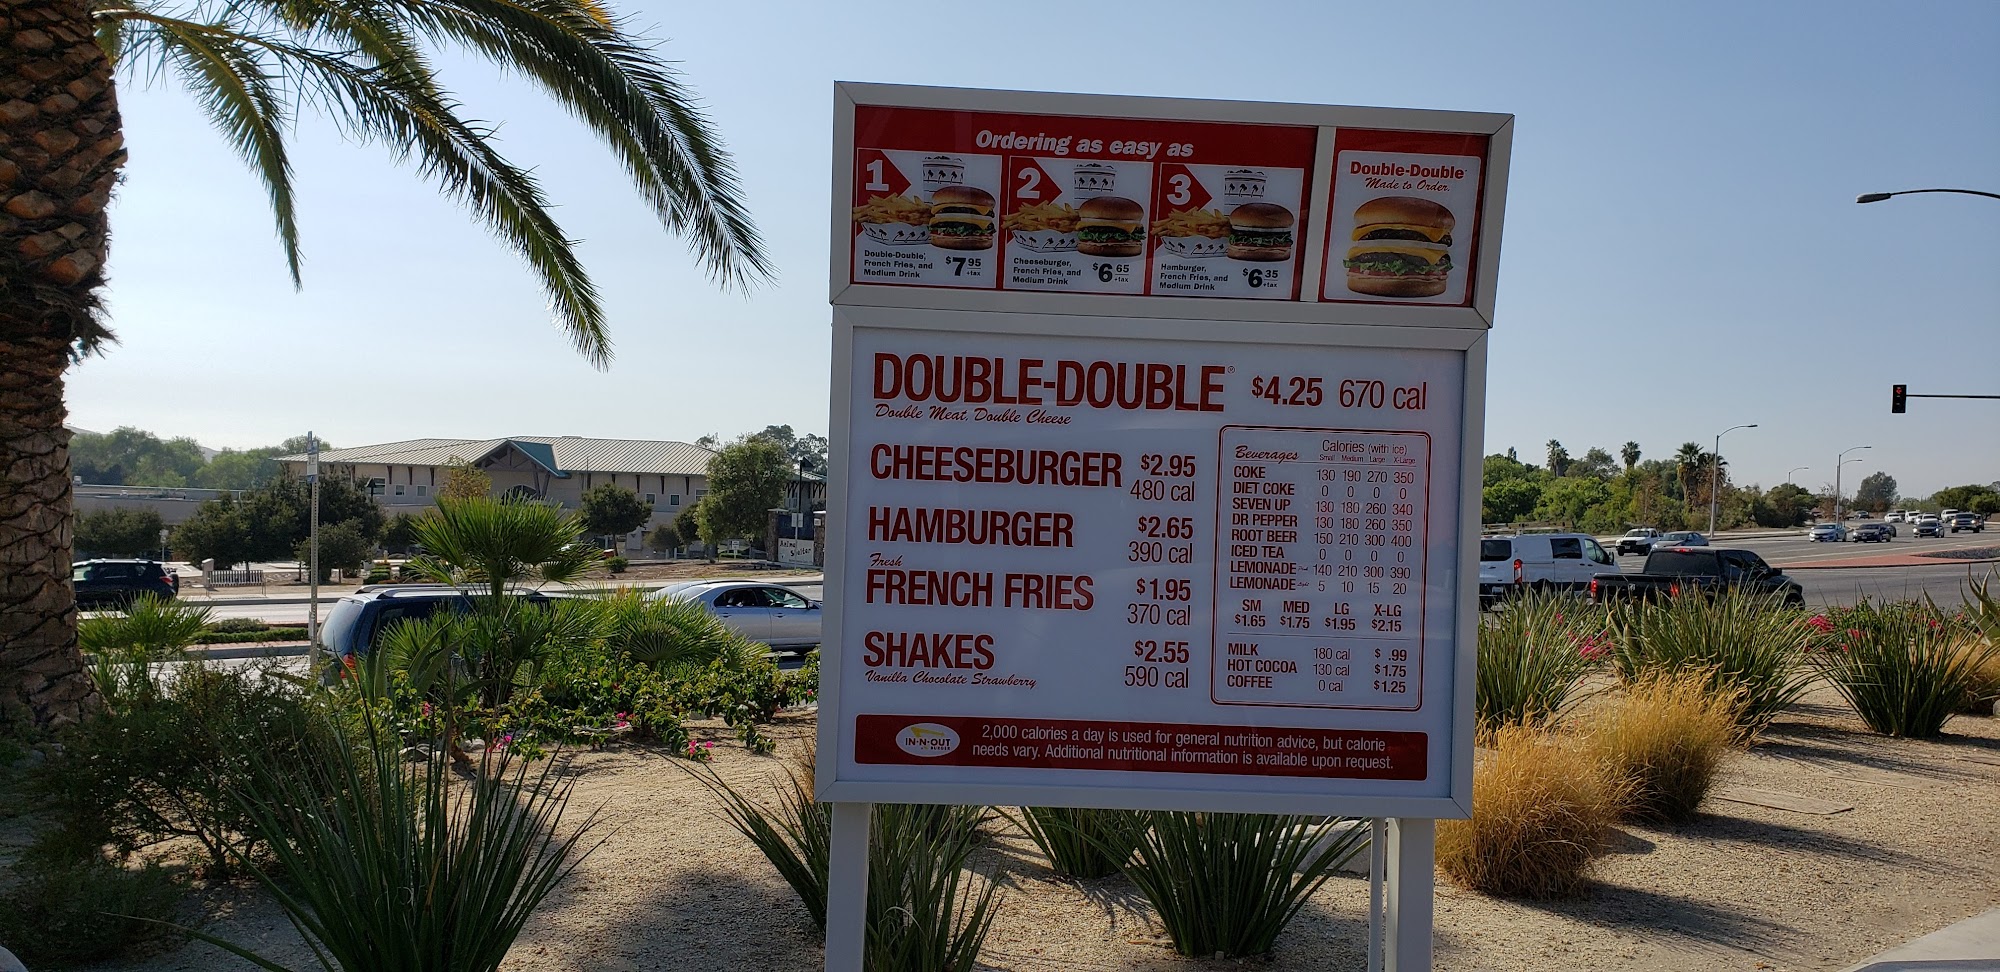 Ordering as easy as
1
Double-Double,
French Fries, and
Medium Drink
$7 95
+tax
2
Cheeseburger,
French Fries, and
Medium Drink
$6 65
+tax
3
Hamburger,
French Fries, and
Medium Drink
$6 35
+tax
Double-Double
Made to Order.
DOUBLE-DOUBLE® $4.25 670 cal
Double Meat, Double Cheese
CHEESEBURGER $2.95
480 cal
HAMBURGER $2.65
390 cal
Fresh
FRENCH FRIES $1.95
370 cal
SHAKES $2.55
Vanilla Chocolate Strawberry 590 cal
Beverages Calories (with ice)
Small Medium Large X-Large
COKE 130 190 270 350
DIET COKE 0 0 0 0
SEVEN UP 130 180 260 340
DR PEPPER 130 180 260 350
ROOT BEER 150 210 300 400
ICED TEA 0 0 0 0
LEMONADE 140 210 300 390
LEMONADE 5 10 15 20
SM MED LG X-LG
$1.65 $1.75 $1.95 $2.15
MILK 180 cal $ .99
HOT COCOA 130 cal $1.75
COFFEE 0 cal $1.25
IN-N-OUT
BURGER
2,000 calories a day is used for general nutrition advice, but calorie
needs vary. Additional nutritional information is available upon request.
Animal
Shelter